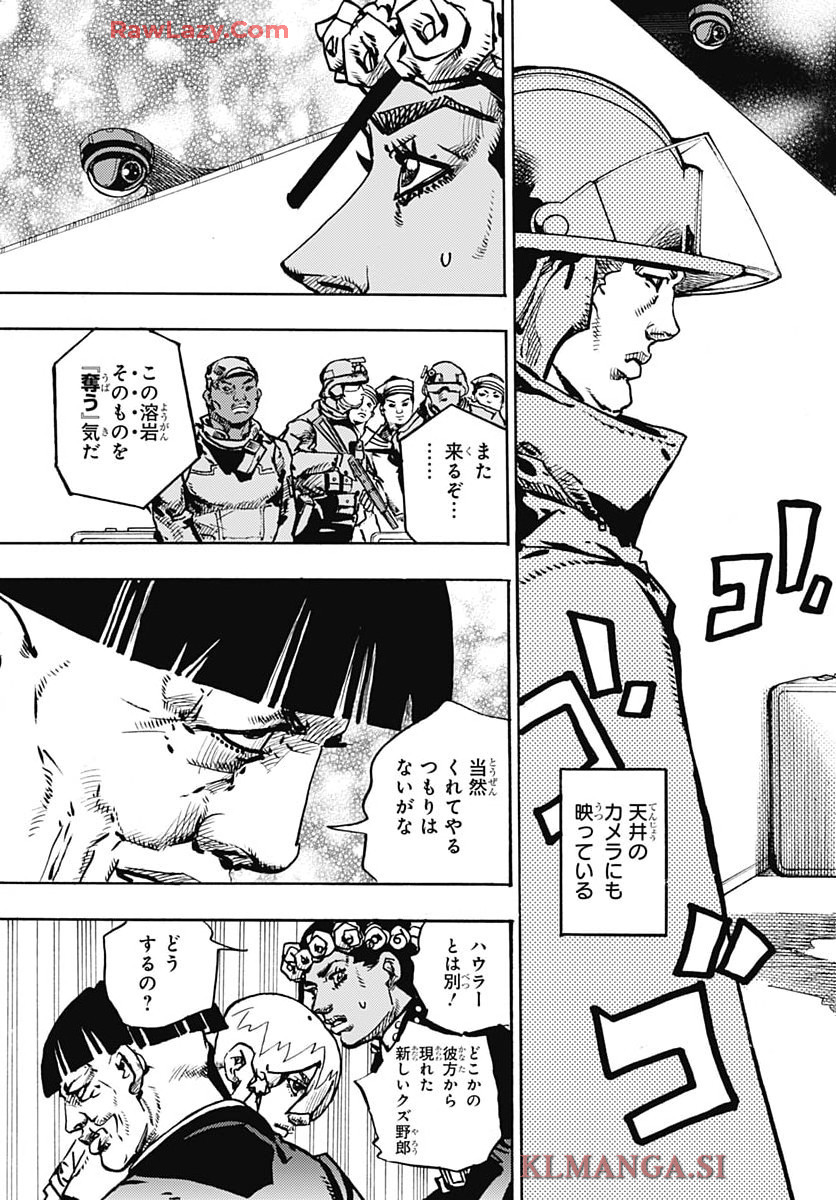 RawLazy.Com
ゴゴ
ゴゴ
天井の
カメラにも
映っている
また
来るぞ…
……
この溶岩
そのものを
『奪う』気だ
当然
くれてやる
つもりは
ないがな
ハウラー
とは別!
どこかの
彼方から
現れた
新しいクズ野郎
どう
するの?
KLMANGA.SI